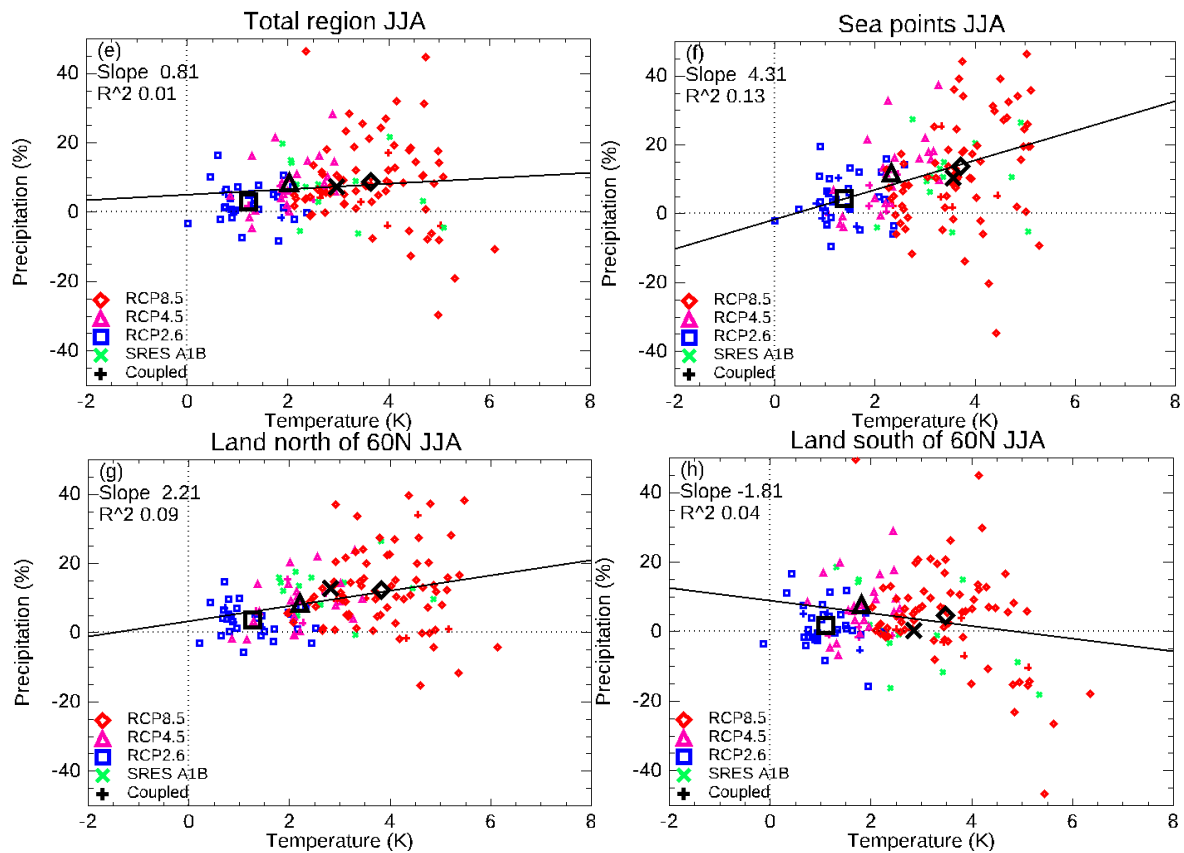 Total region JJA
(e)
Slope 0.81
R^2 0.01
Precipitation (%)
40
20
0
-20
-40
RCP8.5
RCP4.5
RCP2.6
SRES A1B
Coupled
-2 0 2 4 6 8
Temperature (K)
Sea points JJA
(f)
Slope 4.31
R^2 0.13
Precipitation (%)
40
20
0
-20
-40
RCP8.5
RCP4.5
RCP2.6
SRES A1B
Coupled
-2 0 2 4 6 8
Temperature (K)
Land north of 60N JJA
(g)
Slope 2.21
R^2 0.09
Precipitation (%)
40
20
0
-20
-40
RCP8.5
RCP4.5
RCP2.6
SRES A1B
Coupled
-2 0 2 4 6 8
Temperature (K)
Land south of 60N JJA
(h)
Slope -1.81
R^2 0.04
Precipitation (%)
40
20
0
-20
-40
RCP8.5
RCP4.5
RCP2.6
SRES A1B
Coupled
-2 0 2 4 6 8
Temperature (K)